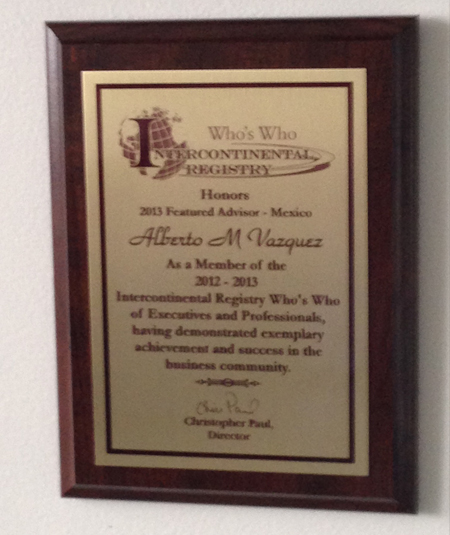 Who's Who
INTERCONTINENTAL
REGISTRY
Honors
2013 Featured Advisor - Mexico
Alberto M Vazquez
As a Member of the
2012 - 2013
Intercontinental Registry Who's Who
of Executives and Professionals,
having demonstrated exemplary
achievement and success in the
business community.
Christopher Paul,
Director